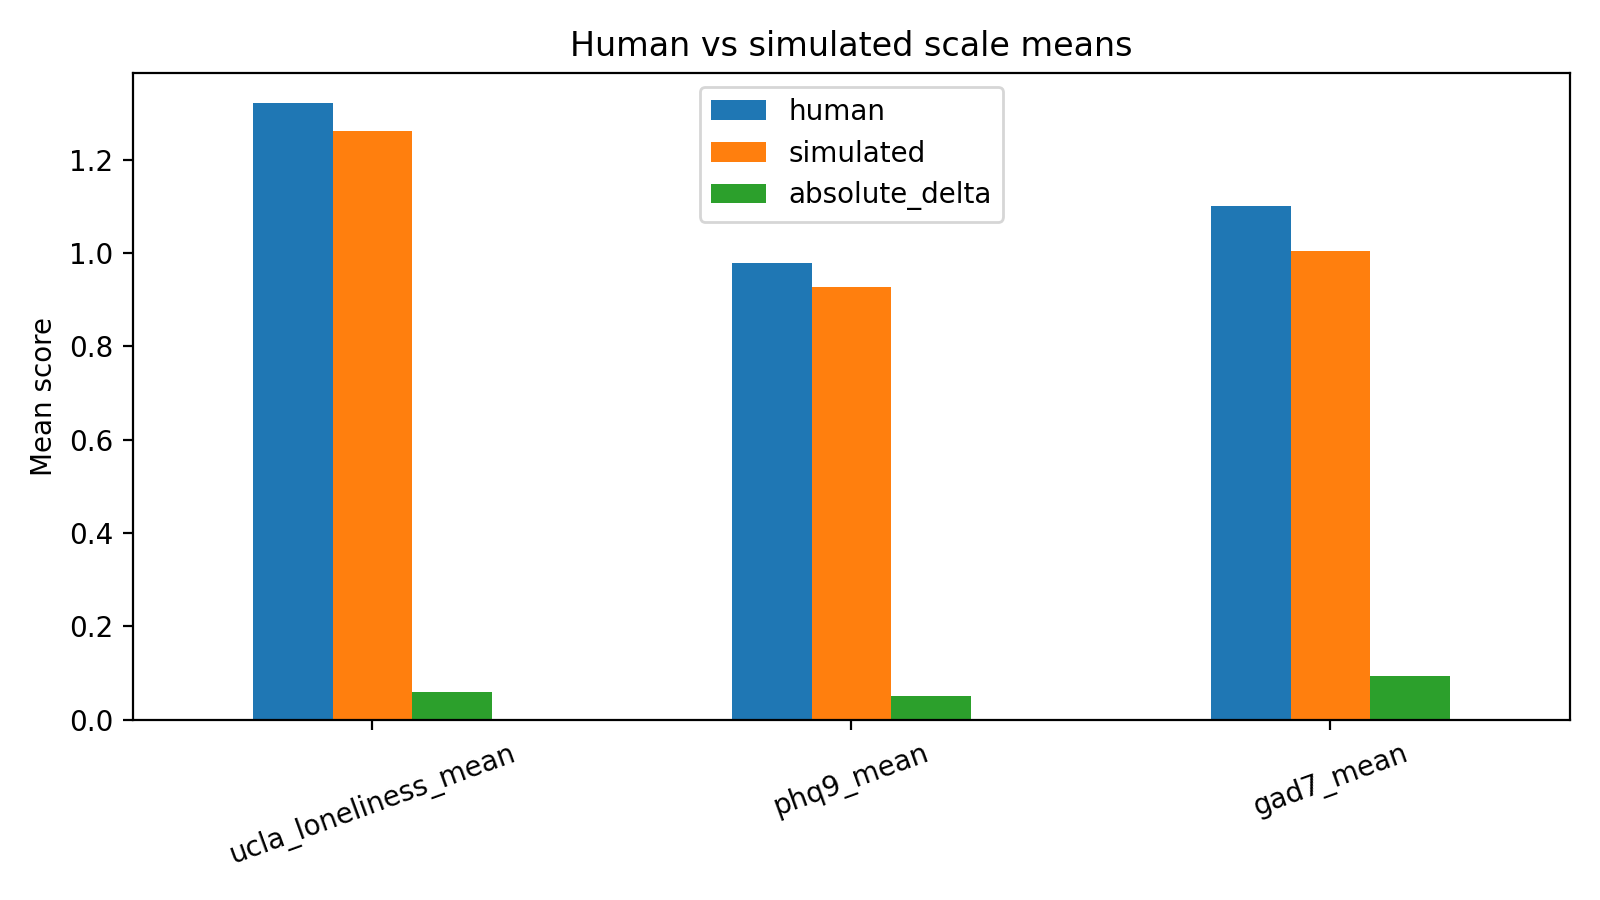 Human vs simulated scale means
human
simulated
absolute_delta
Mean score
1.2
1.0
0.8
0.6
0.4
0.2
0.0
ucla_loneliness_mean
phq9_mean
gad7_mean